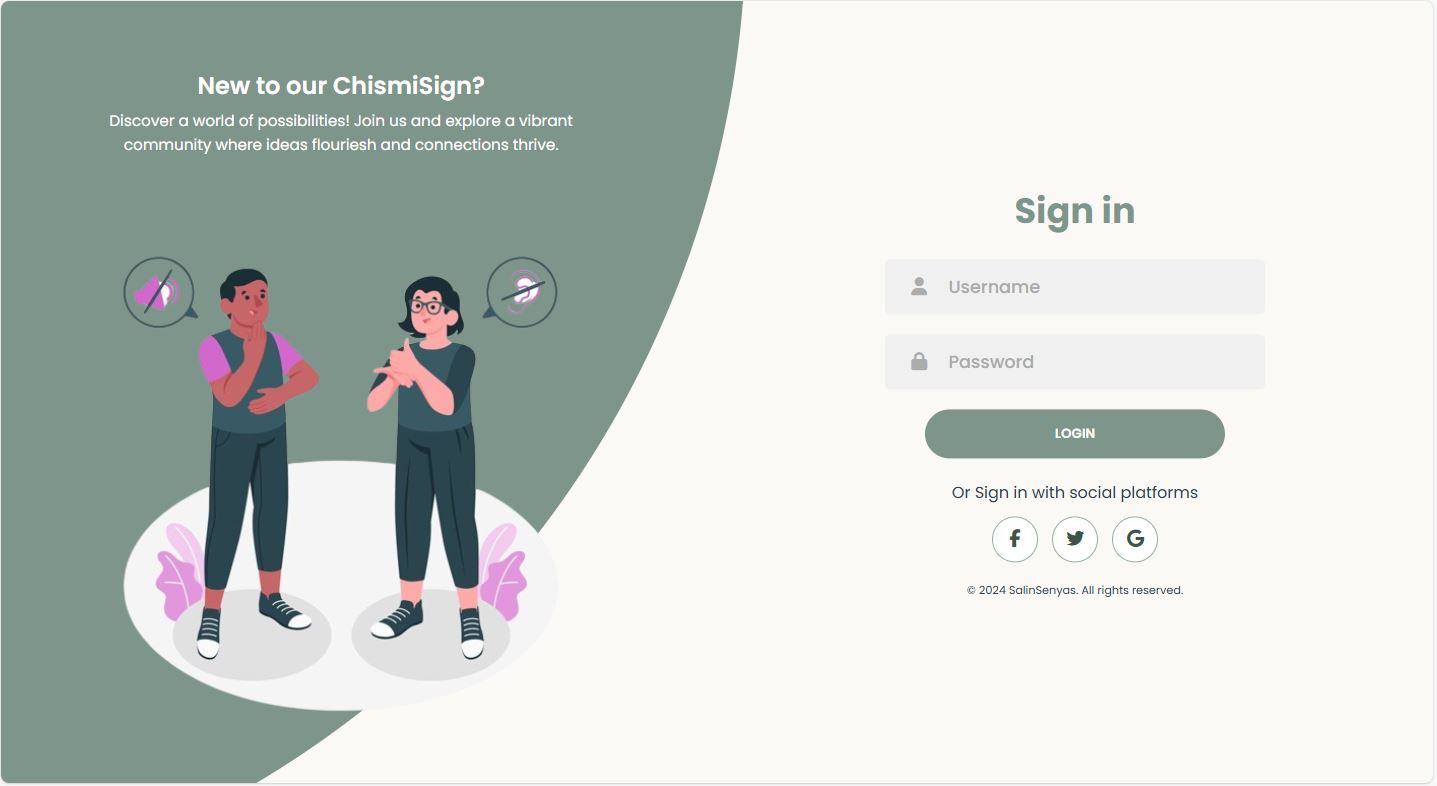 New to our ChismiSign?
Discover a world of possibilities! Join us and explore a vibrant
community where ideas flouriesh and connections thrive.
Sign in
Username
Password
LOGIN
Or Sign in with social platforms
© 2024 SalinSenyas. All rights reserved.